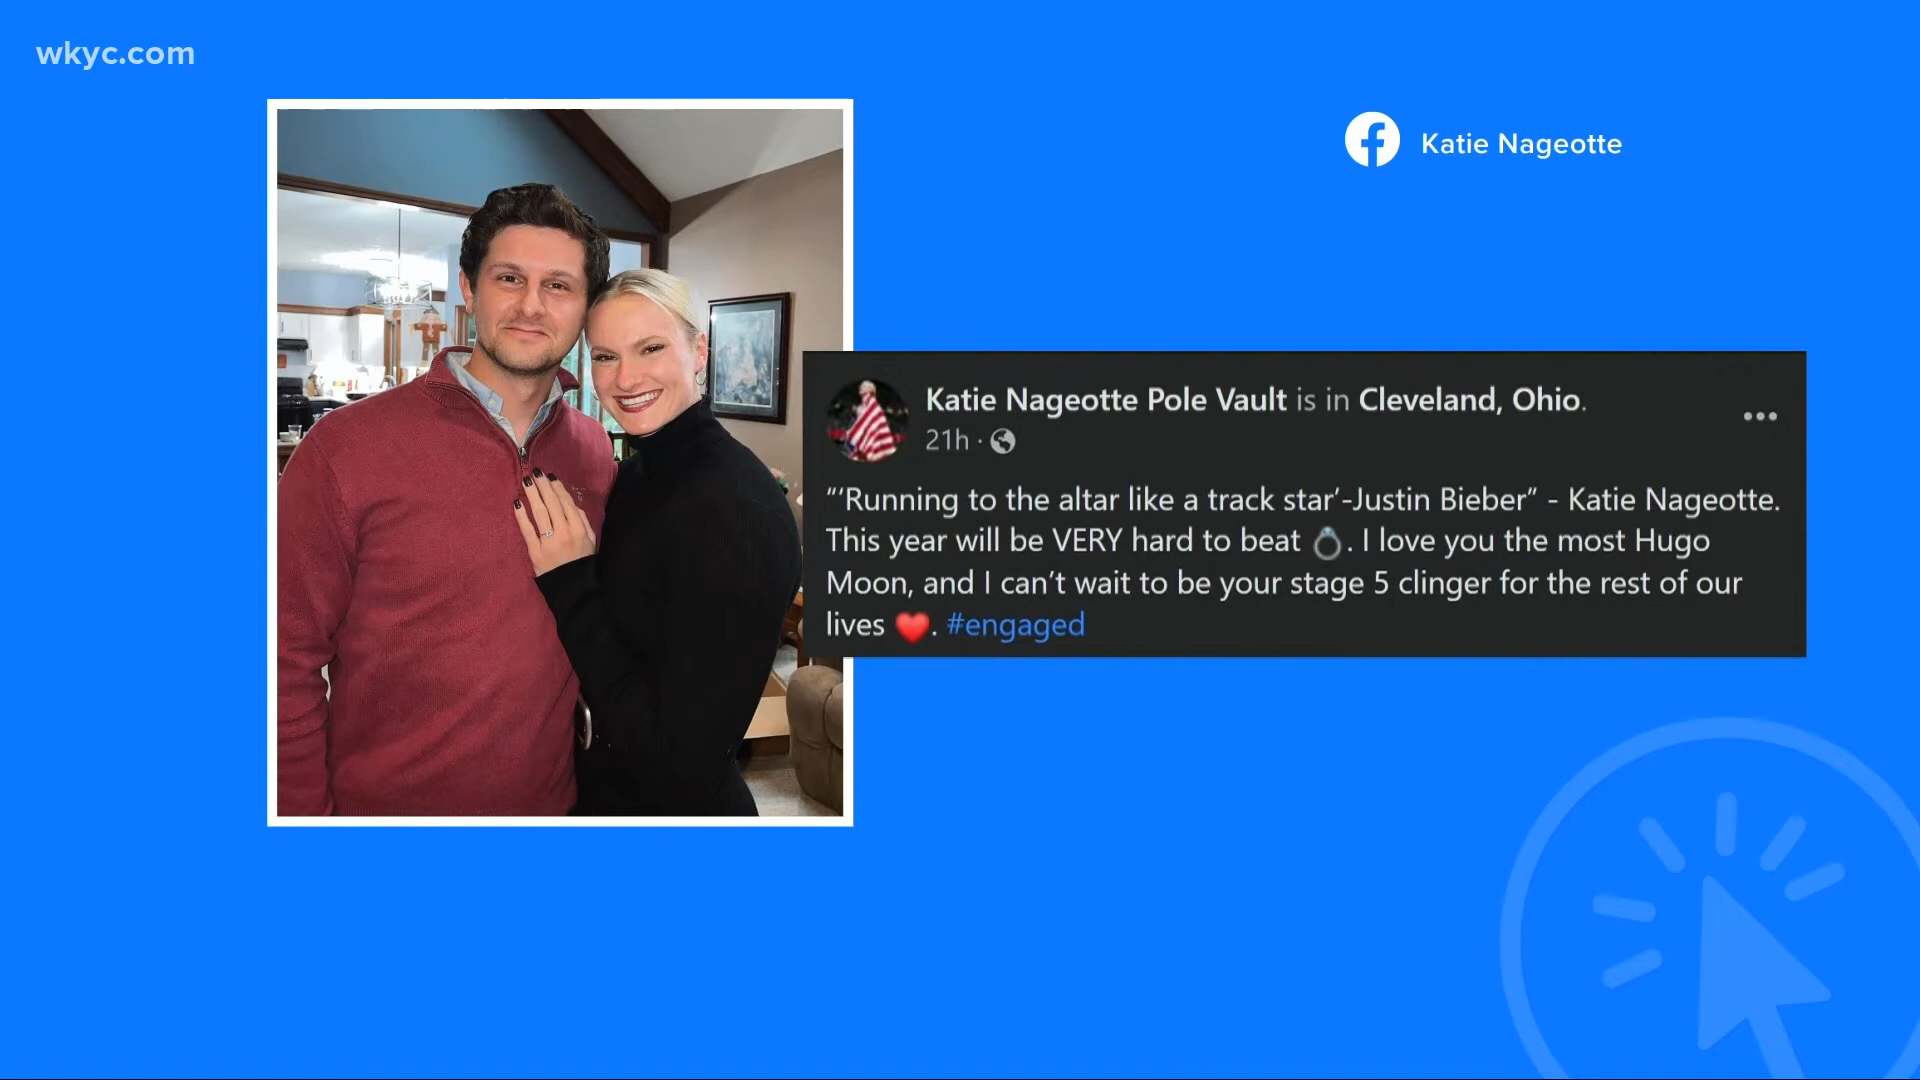 wkyc.com
Katie Nageotte
Katie Nageotte Pole Vault is in Cleveland, Ohio.
21h ·
“‘Running to the altar like a track star’-Justin Bieber” - Katie Nageotte.
This year will be VERY hard to beat 💍. I love you the most Hugo
Moon, and I can’t wait to be your stage 5 clinger for the rest of our
lives ❤️. #engaged